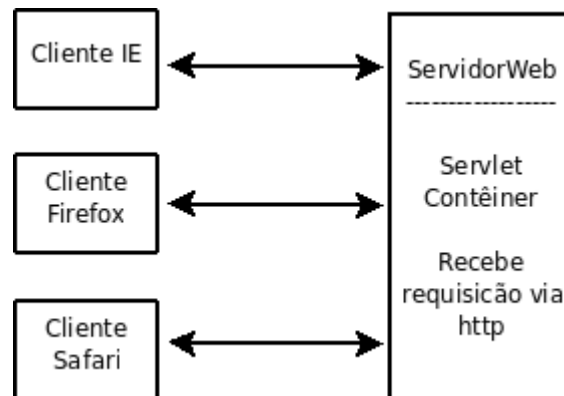 Cliente IE
Cliente
Firefox
Cliente
Safari
ServidorWeb
-------------------
Servlet
Contêiner
Recebe
requisicão via
http